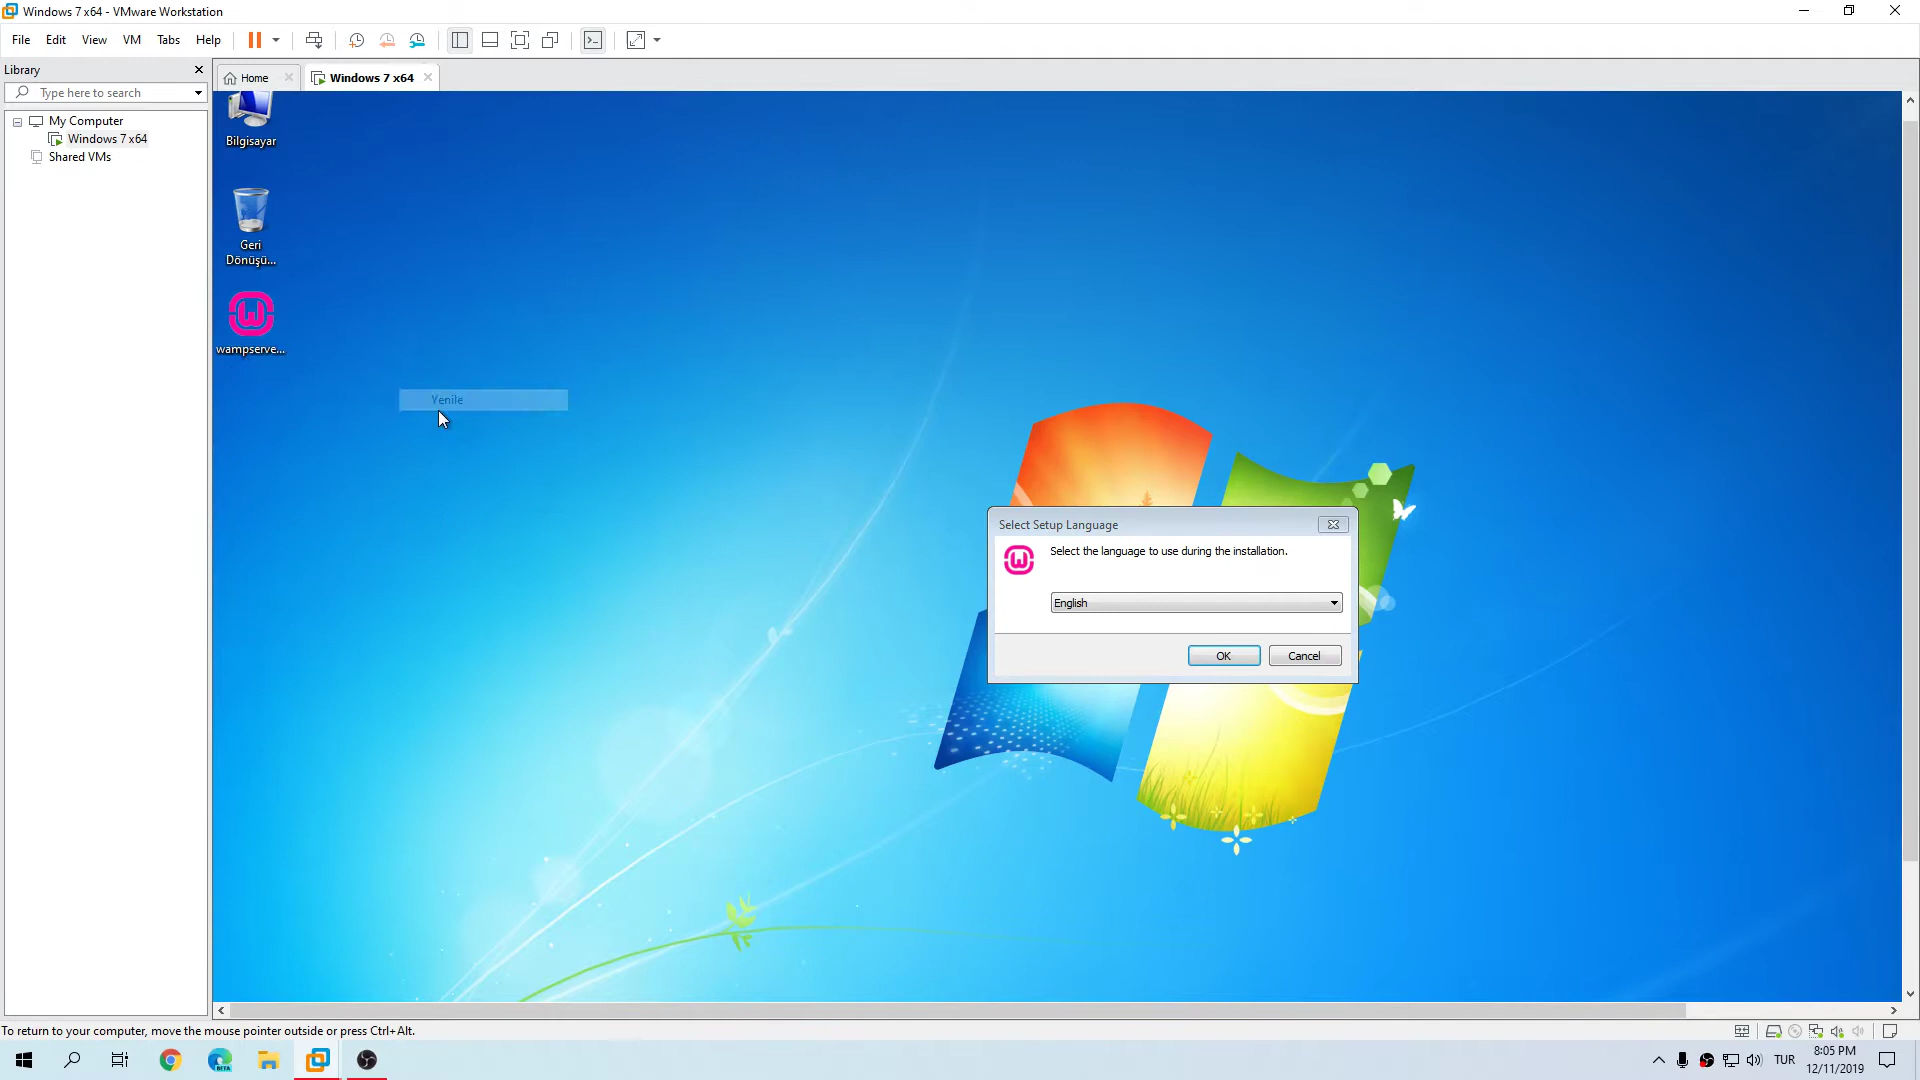 Windows 7 x64 - VMware Workstation
File Edit View VM Tabs Help
Library
Home
Windows 7 x64
Type here to search
My Computer
Windows 7 x64
Shared VMs
Bilgisayar
Geri
Dönüşü...
wampserve...
Yenile
Select Setup Language
Select the language to use during the installation.
English
OK Cancel
To return to your computer, move the mouse pointer outside or press Ctrl+Alt.
BETA
TUR
8:05 PM
12/11/2019